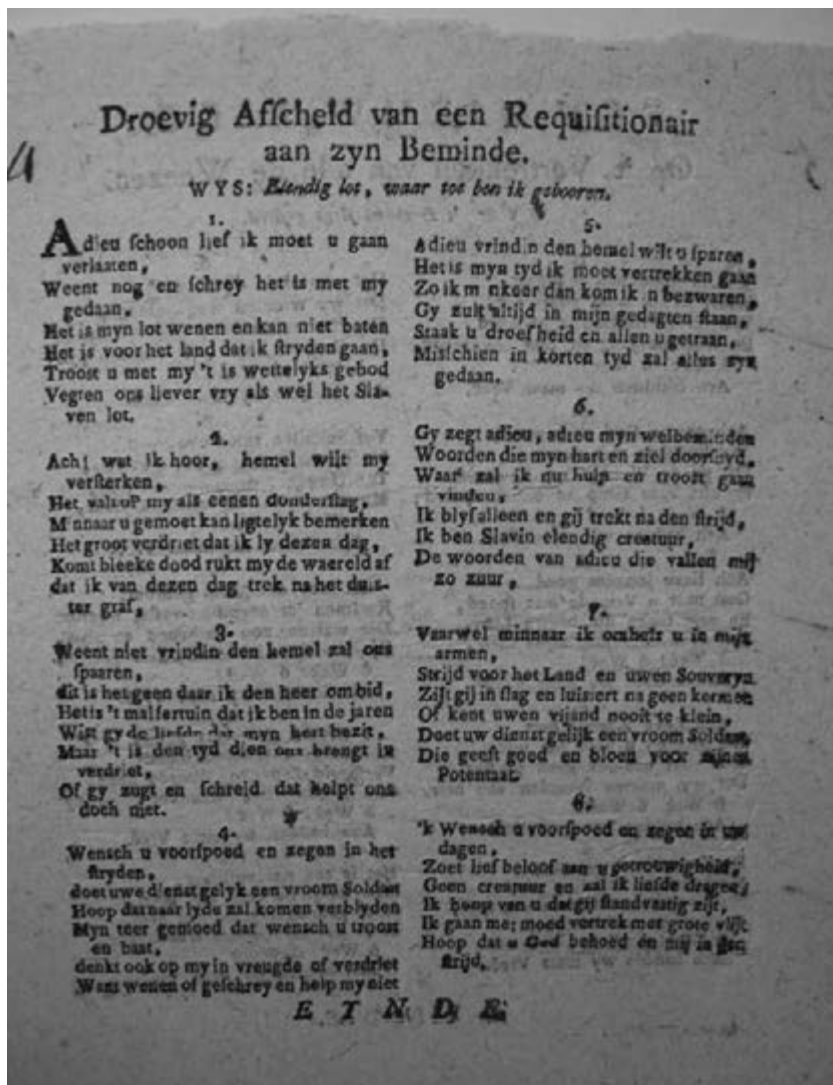 Droevig Afſcheid van een Requiſitionair
aan zyn Beminde.
WYS: Elendig lot, waar tot ben ik gebooren.
1.
Adieu ſchoon lief ik moet u gaan
verlaaten,
Weent nog en ſchrey het is met my
gedaan,
Het is myn lot wenen en kan niet baten
Het is voor het land dat ik ſtryden gaan,
Trooſt u met my 't is wettelyks gebod
Vegten ons liever vry als wel het Sla-
ven lot.
2.
Ach! wat ik hoor, hemel wilt my
verſterken,
Het valt op my als eenen donderſlag,
M'nnaar u gemoet kan ligtelyk bemerken
Het groot verdriet dat ik ly dezen dag,
Komt bleeke dood rukt my de waereld af
dat ik van dezen dag trek na het duis-
ter graf,
3.
Weent niet vrindin den hemel zal ons
ſpaaren,
dit is het geen daar ik den heer om bid,
Het is 't malfortuin dat ik ben in de jaren
Wiſt gy de liefde die myn hert bezit,
Maar 't is den tyd dien ons brengt in
verdriet,
Of gy zugt en ſchreid dat helpt ons
doch niet.
4.
Wensch u voorſpoed en zegen in het
ſtryden,
doet uwe dienſt gelyk een vroom Soldaat
Hoop dat naar lyde zal komen verblyden
Myn teer gemoed dat wensch u trooſt
en baat,
denkt ook op my in vreugde of verdriet
Want wenen of geſchrey en help my niet
5.
Adieu vrindin den hemel wilt u ſparen,
Het is myn tyd ik moet vertrekken gaan
Zo ik m nkeer dan kom ik n bezwaren,
Gy zult altijd in mijn gedagten ſtaan,
Staak u droefheid en allen u getraan,
Miſſchien in korten tyd zal alles zyn
gedaan.
6.
Gy zegt adieu, adieu myn welbeminden
Woorden die myn hart en ziel doorſnyd,
Waar zal ik nu hulp en trooſt gaan
vinden,
Ik blyf alleen en gij trekt na den ſtrijd,
Ik ben Slavin elendig creatuur,
De woorden van adieu die vallen mij
zo zuur,
7.
Vaarwel minnaar ik omhels u in mijn
armen,
Strijd voor het Land en uwen Souveryn
Zijt gij in ſlag en luistert na geen kermen
Of kent uwen vijand nooit te klein,
Doet uw dienst gelijk een vroom Soldaat,
Die geeft goed en bloen voor zijnen
Potentaat.
8.
'k Wensch u voorſpoed en zegen in uw
dagen,
Zoet lief beloof aan u getrouwigheid,
Geen creatuur en zal ik liefde dragen,
Ik hoop van u dat gij ſtandvastig zijt,
Ik gaan met moed vertrek met grote vlijt
Hoop dat u God behoed én mij in den
ſtrijd.
E Y N D E.